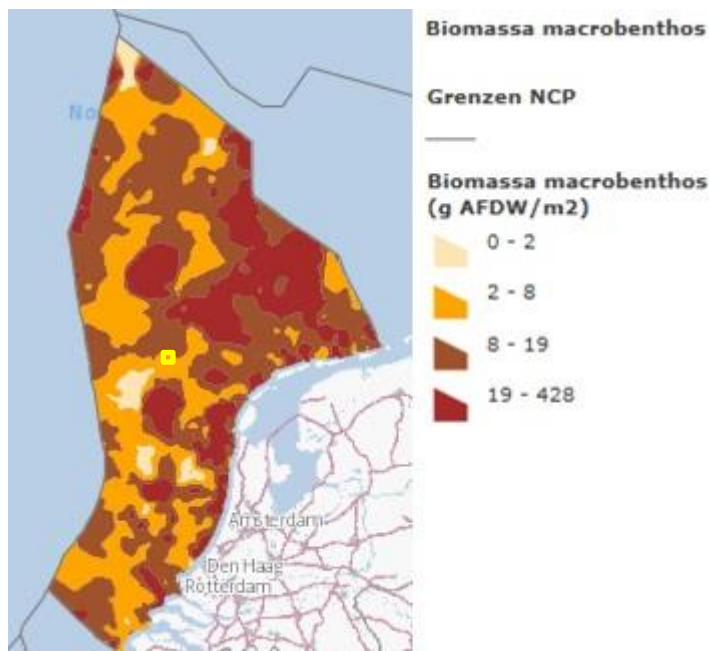 Biomassa macrobenthos
Grenzen NCP
Biomassa macrobenthos
(g AFDW/m2)
0 - 2
2 - 8
8 - 19
19 - 428
No
Amsterdam
Den Haag
Rotterdam